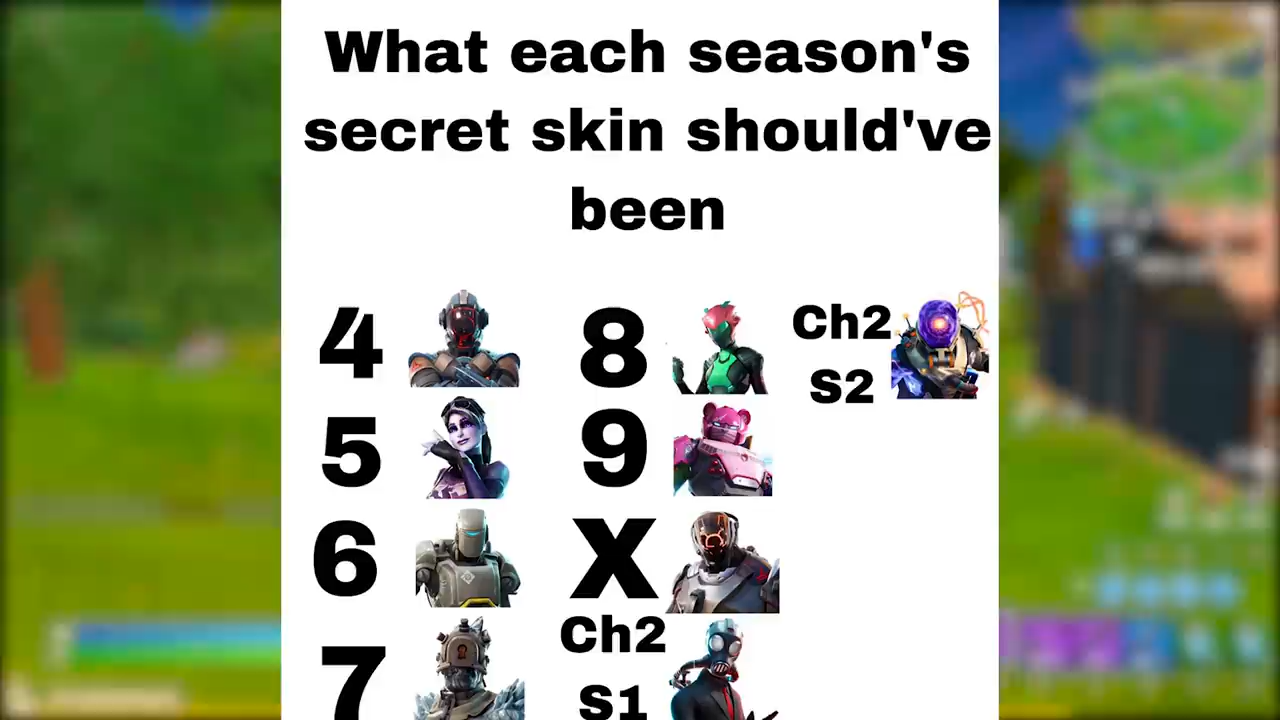 What each season's
secret skin should've
been
4
5
6
7
8
9
X
Ch2
S1
Ch2
S2